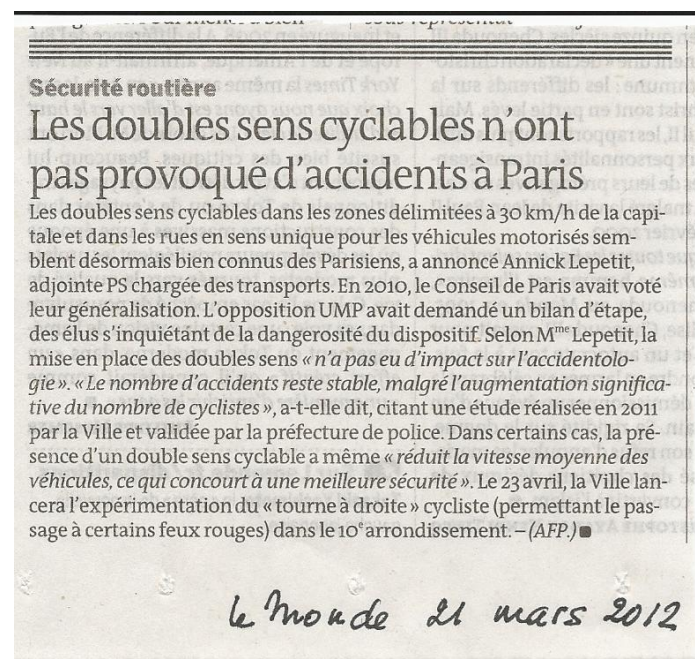 Sécurité routière
Les doubles sens cyclables n'ont
pas provoqué d'accidents à Paris
Les doubles sens cyclables dans les zones délimitées à 30 km/h de la capi-
tale et dans les rues en sens unique pour les véhicules motorisés sem-
blent désormais bien connus des Parisiens, a annoncé Annick Lepetit,
adjointe PS chargée des transports. En 2010, le Conseil de Paris avait voté
leur généralisation. L'opposition UMP avait demandé un bilan d'étape,
des élus s'inquiétant de la dangerosité du dispositif. Selon Mme Lepetit, la
mise en place des doubles sens « n'a pas eu d'impact sur l'accidentolo-
gie ». « Le nombre d'accidents reste stable, malgré l'augmentation significa-
tive du nombre de cyclistes », a-t-elle dit, citant une étude réalisée en 2011
par la Ville et validée par la préfecture de police. Dans certains cas, la pré-
sence d'un double sens cyclable a même « réduit la vitesse moyenne des
véhicules, ce qui concourt à une meilleure sécurité ». Le 23 avril, la Ville lan-
cera l'expérimentation du « tourne à droite » cycliste (permettant le pas-
sage à certains feux rouges) dans le 10e arrondissement. – (AFP.) ■
Le Monde 21 mars 2012